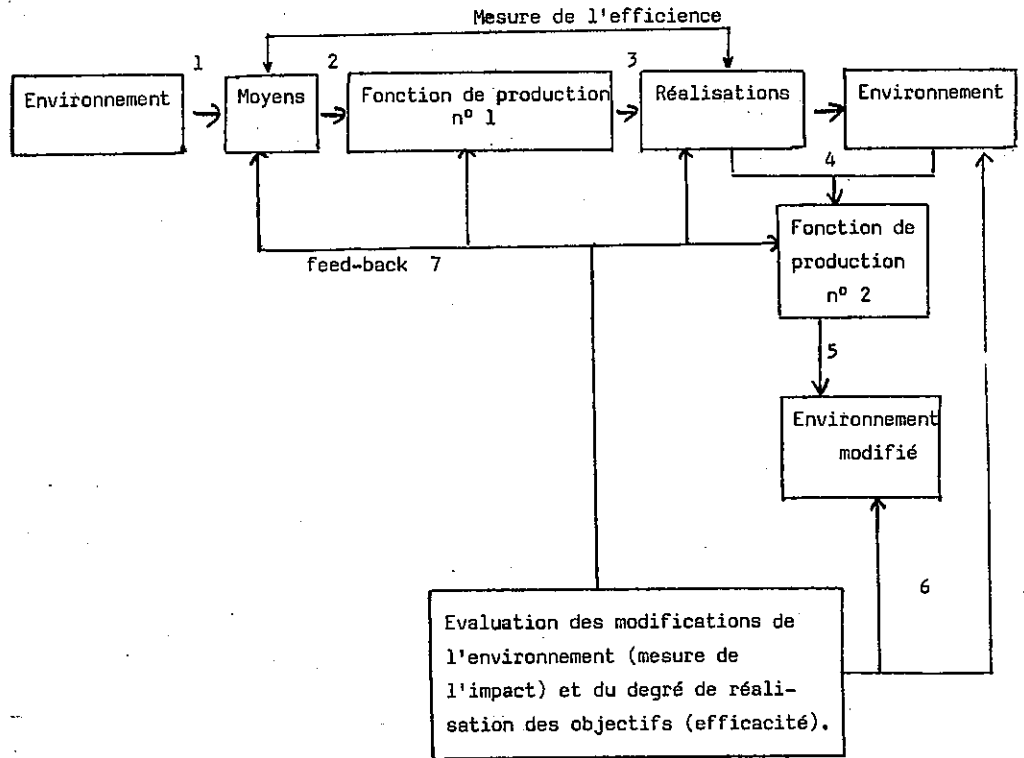 Mesure de l'efficience
1
2
3
Environnement
Moyens
Fonction de production
nº 1
Réalisations
Environnement
4
Fonction de
production
nº 2
feed-back 7
5
Environnement
modifié
6
Evaluation des modifications de
l'environnement (mesure de
l'impact) et du degré de réali-
sation des objectifs (efficacité).